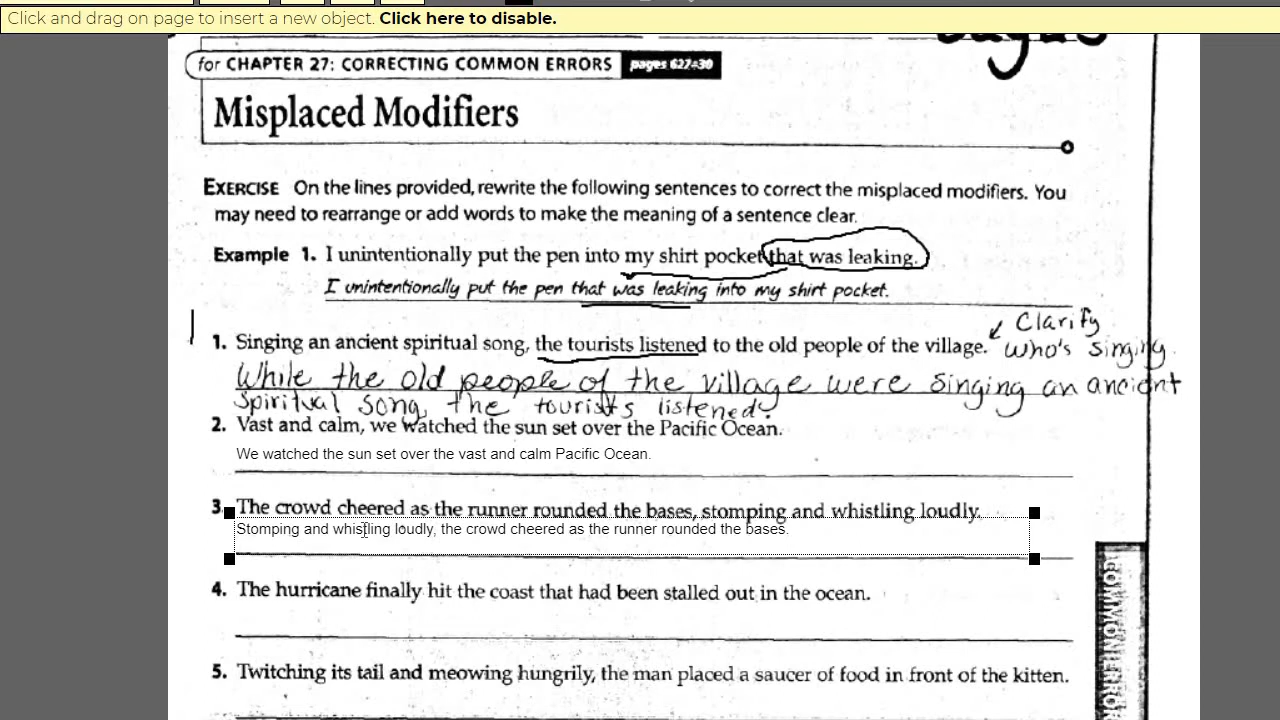 Click and drag on page to insert a new object. Click here to disable.
for CHAPTER 27: CORRECTING COMMON ERRORS pages 627–30
Misplaced Modifiers
EXERCISE On the lines provided, rewrite the following sentences to correct the misplaced modifiers. You
may need to rearrange or add words to make the meaning of a sentence clear.
Example 1. I unintentionally put the pen into my shirt pocket that was leaking.
I unintentionally put the pen that was leaking into my shirt pocket.
Clarify
1. Singing an ancient spiritual song, the tourists listened to the old people of the village. who's singing
While the old people of the village were singing an ancient
spiritual song, the tourists listened.
2. Vast and calm, we watched the sun set over the Pacific Ocean.
We watched the sun set over the vast and calm Pacific Ocean.
3. The crowd cheered as the runner rounded the bases, stomping and whistling loudly.
Stomping and whistling loudly, the crowd cheered as the runner rounded the bases.
4. The hurricane finally hit the coast that had been stalled out in the ocean.
5. Twitching its tail and meowing hungrily, the man placed a saucer of food in front of the kitten.
COMMON ERROR